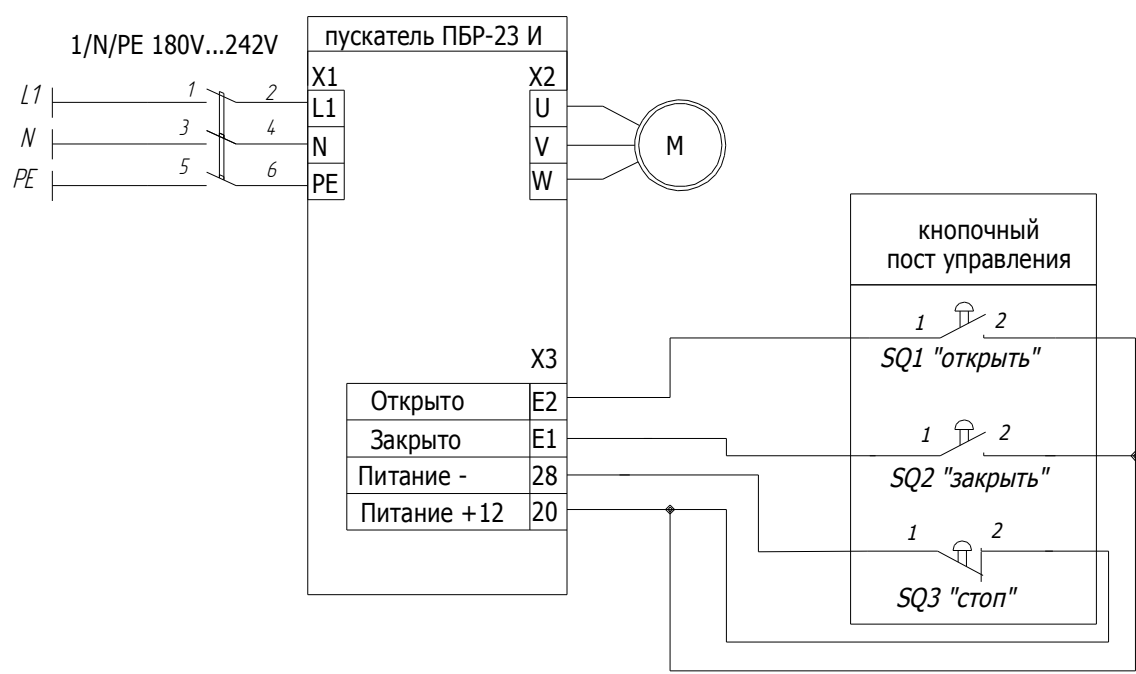 1/N/PE 180V...242V
пускатель ПБР-23 И
X1
X2
L1
1
2
L1
U
N
3
4
N
V
M
PE
5
6
PE
W
кнопочный
пост управления
1
2
SQ1 "открыть"
X3
Открыто
E2
Закрыто
E1
1
2
Питание -
28
SQ2 "закрыть"
Питание +12
20
1
2
SQ3 "стоп"